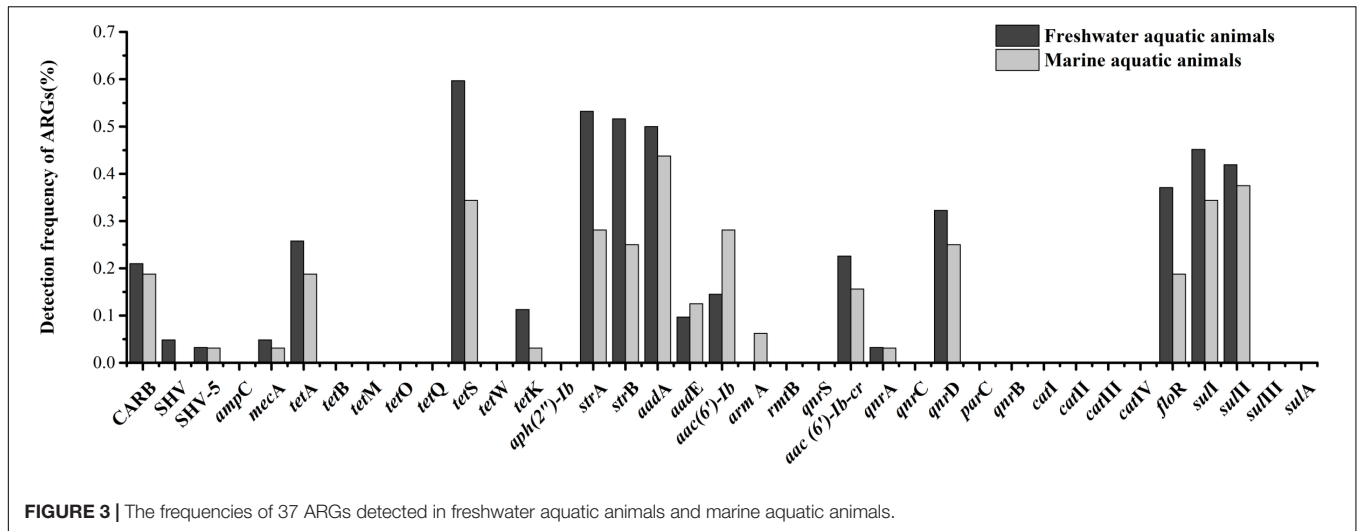 0.7
0.6
0.5
0.4
0.3
0.2
0.1
0.0
Detection frequency of ARGs(%)
Freshwater aquatic animals
Marine aquatic animals
CARB
SHV
SHV-5
ampC
mecA
tetA
tetB
tetM
tetO
tetQ
tetS
tetW
tetK
aph(2'')-Ib
strA
strB
aadA
aadE
aac(6')-Ib
arm A
rmtB
qnrS
aac (6')-Ib-cr
qnrA
qnrC
qnrD
parC
qnrB
catI
catII
catIII
catIV
floR
sulI
sulII
sulIII
sulA
FIGURE 3 | The frequencies of 37 ARGs detected in freshwater aquatic animals and marine aquatic animals.